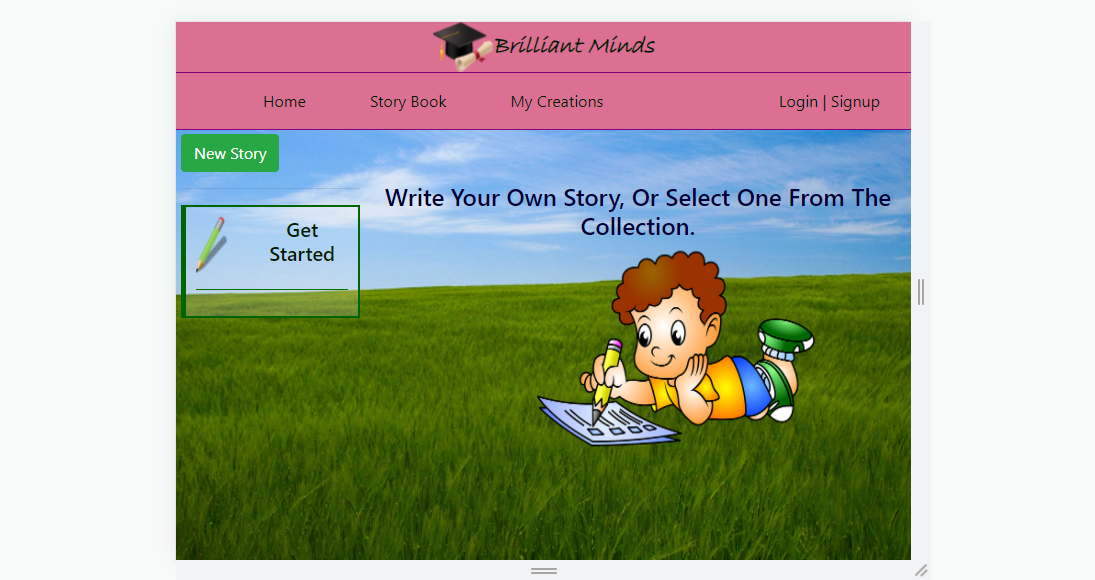 Brilliant Minds
Home Story Book My Creations Login | Signup
New Story
Write Your Own Story, Or Select One From The
Collection.
Get
Started